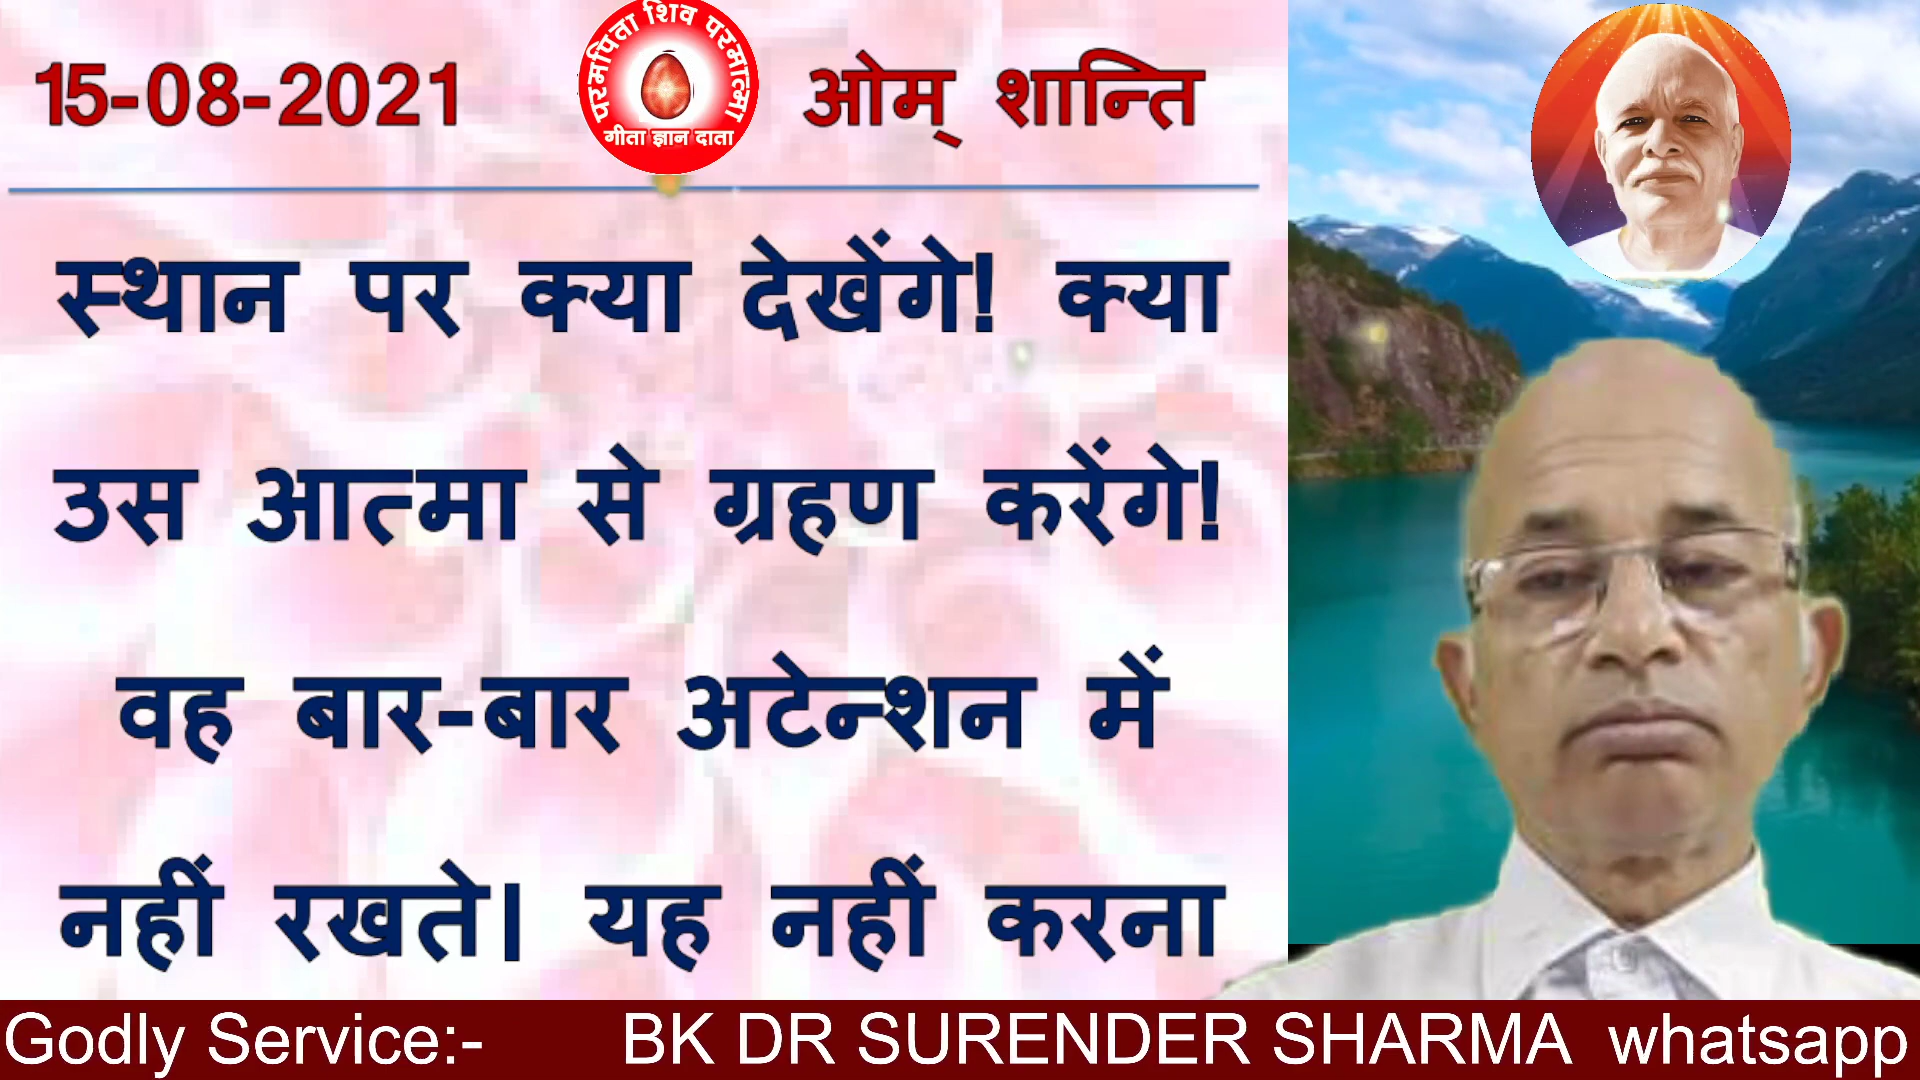 15-08-2021
परमपिता शिव परमात्मा
गीता ज्ञान दाता
ओम् शान्ति
स्थान पर क्या देखेंगे! क्या
उस आत्मा से ग्रहण करेंगे!
वह बार-बार अटेन्शन में
नहीं रखते। यह नहीं करना
Godly Service:- BK DR SURENDER SHARMA whatsapp